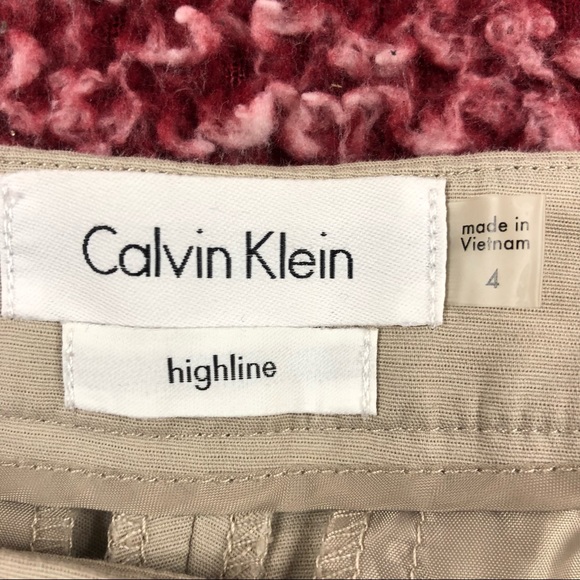 Calvin Klein
highline
made in
Vietnam
4